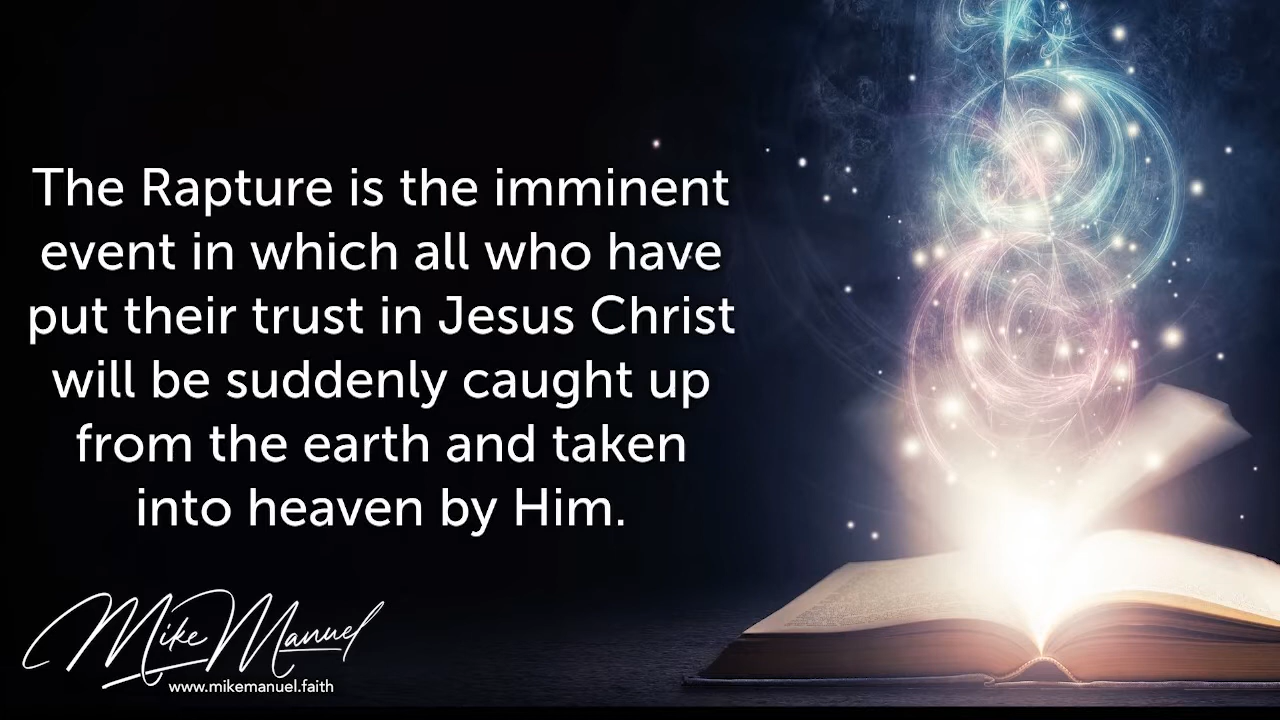 The Rapture is the imminent
event in which all who have
put their trust in Jesus Christ
will be suddenly caught up
from the earth and taken
into heaven by Him.
Mike Manuel
www.mikemanuel.faith